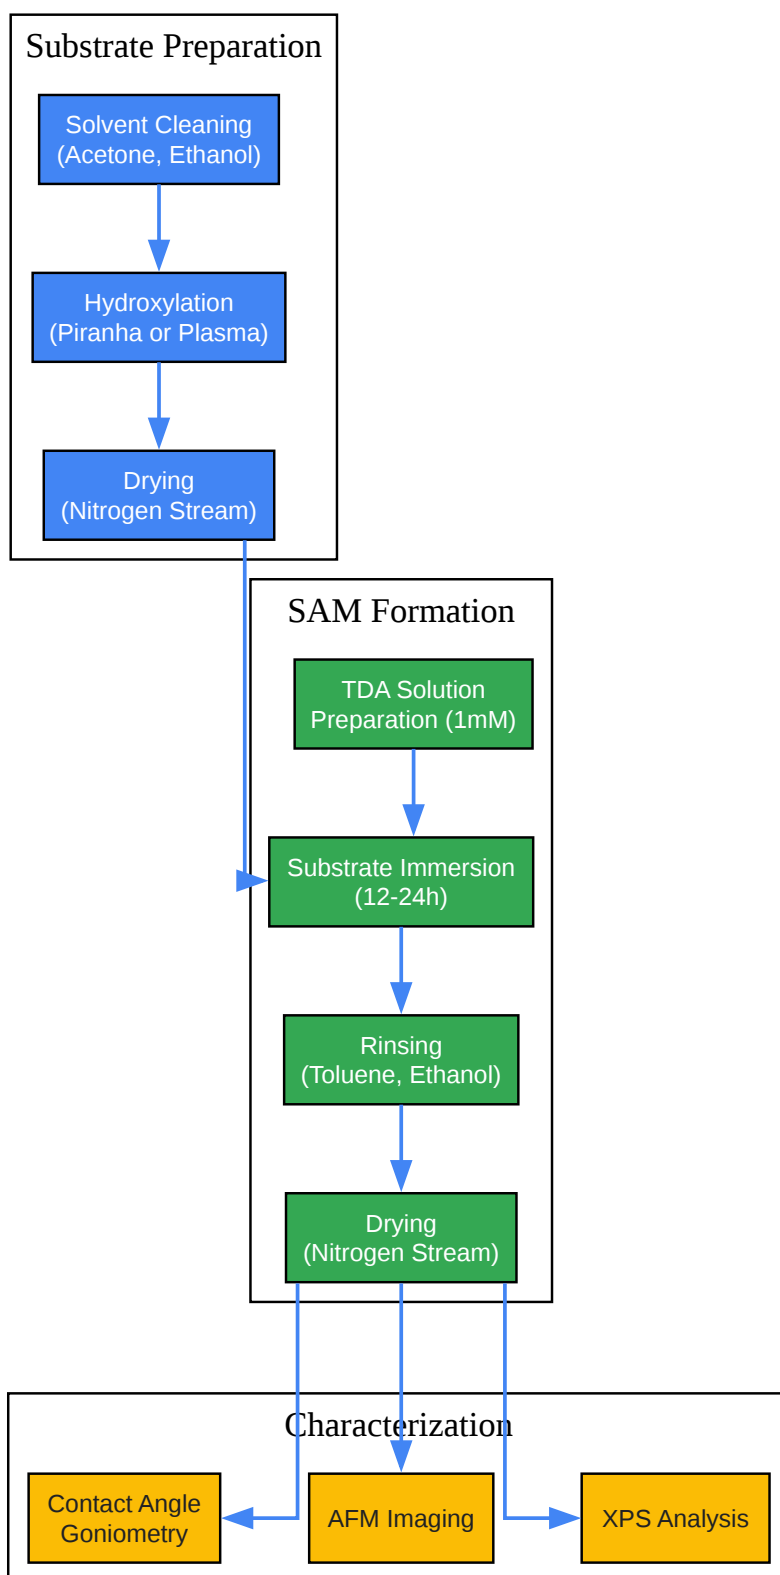 Substrate Preparation
Solvent Cleaning
(Acetone, Ethanol)
Hydroxylation
(Piranha or Plasma)
Drying
(Nitrogen Stream)
SAM Formation
TDA Solution
Preparation (1mM)
Substrate Immersion
(12-24h)
Rinsing
(Toluene, Ethanol)
Drying
(Nitrogen Stream)
Characterization
Contact Angle
Goniometry
AFM Imaging
XPS Analysis